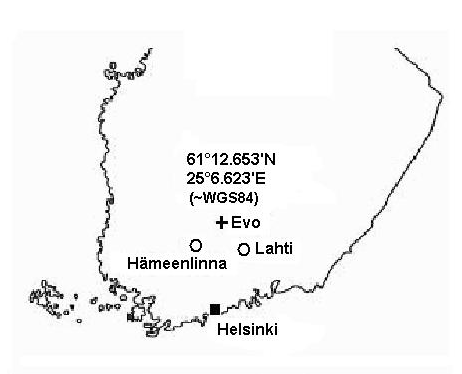 61°12.653'N
25°6.623'E
(~WGS84)
Evo
Lahti
Hämeenlinna
Helsinki